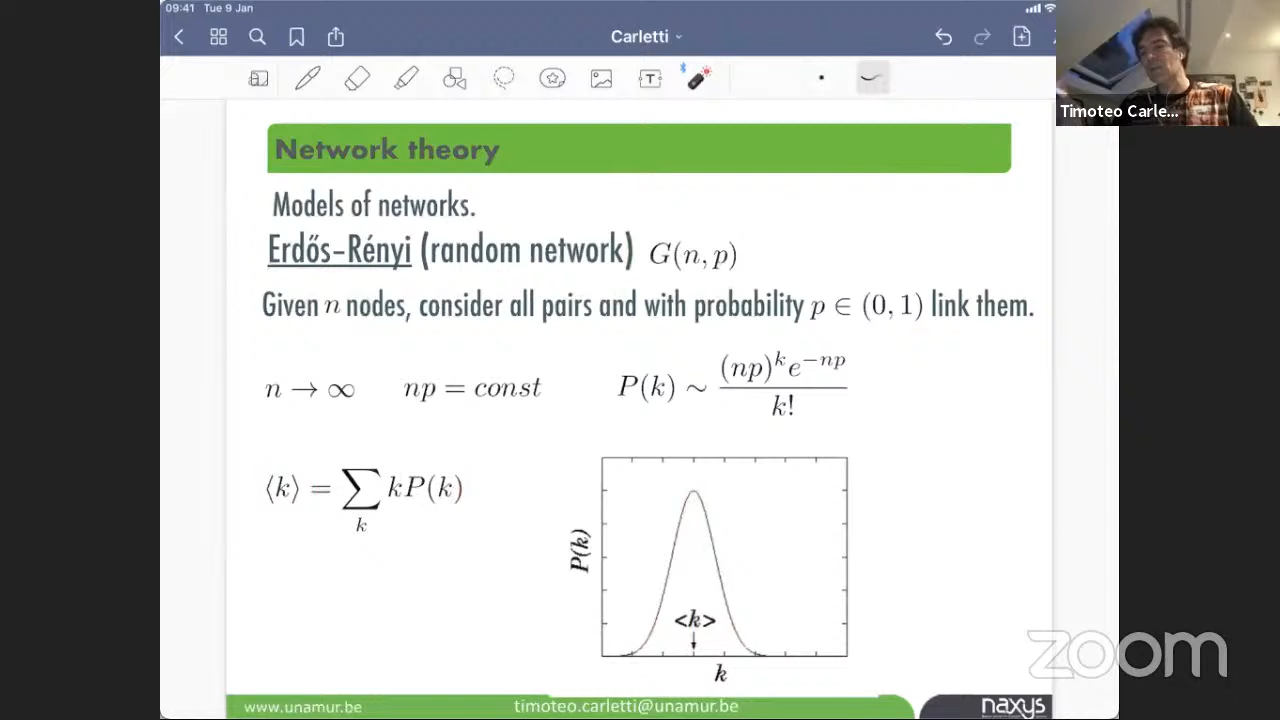 09:41 Tue 9 Jan
Carletti
T
Timoteo Carle...
Network theory
Models of networks.
Erdős-Rényi (random network) G(n, p)
Given n nodes, consider all pairs and with probability p ∈ (0, 1) link them.
n → ∞ np = const P(k) ∼ (np)^k e^{−np} / k!
⟨k⟩ = ∑_k kP(k)
P(k)
<k>
k
www.unamur.be timoteo.carletti@unamur.be naxys
zoom